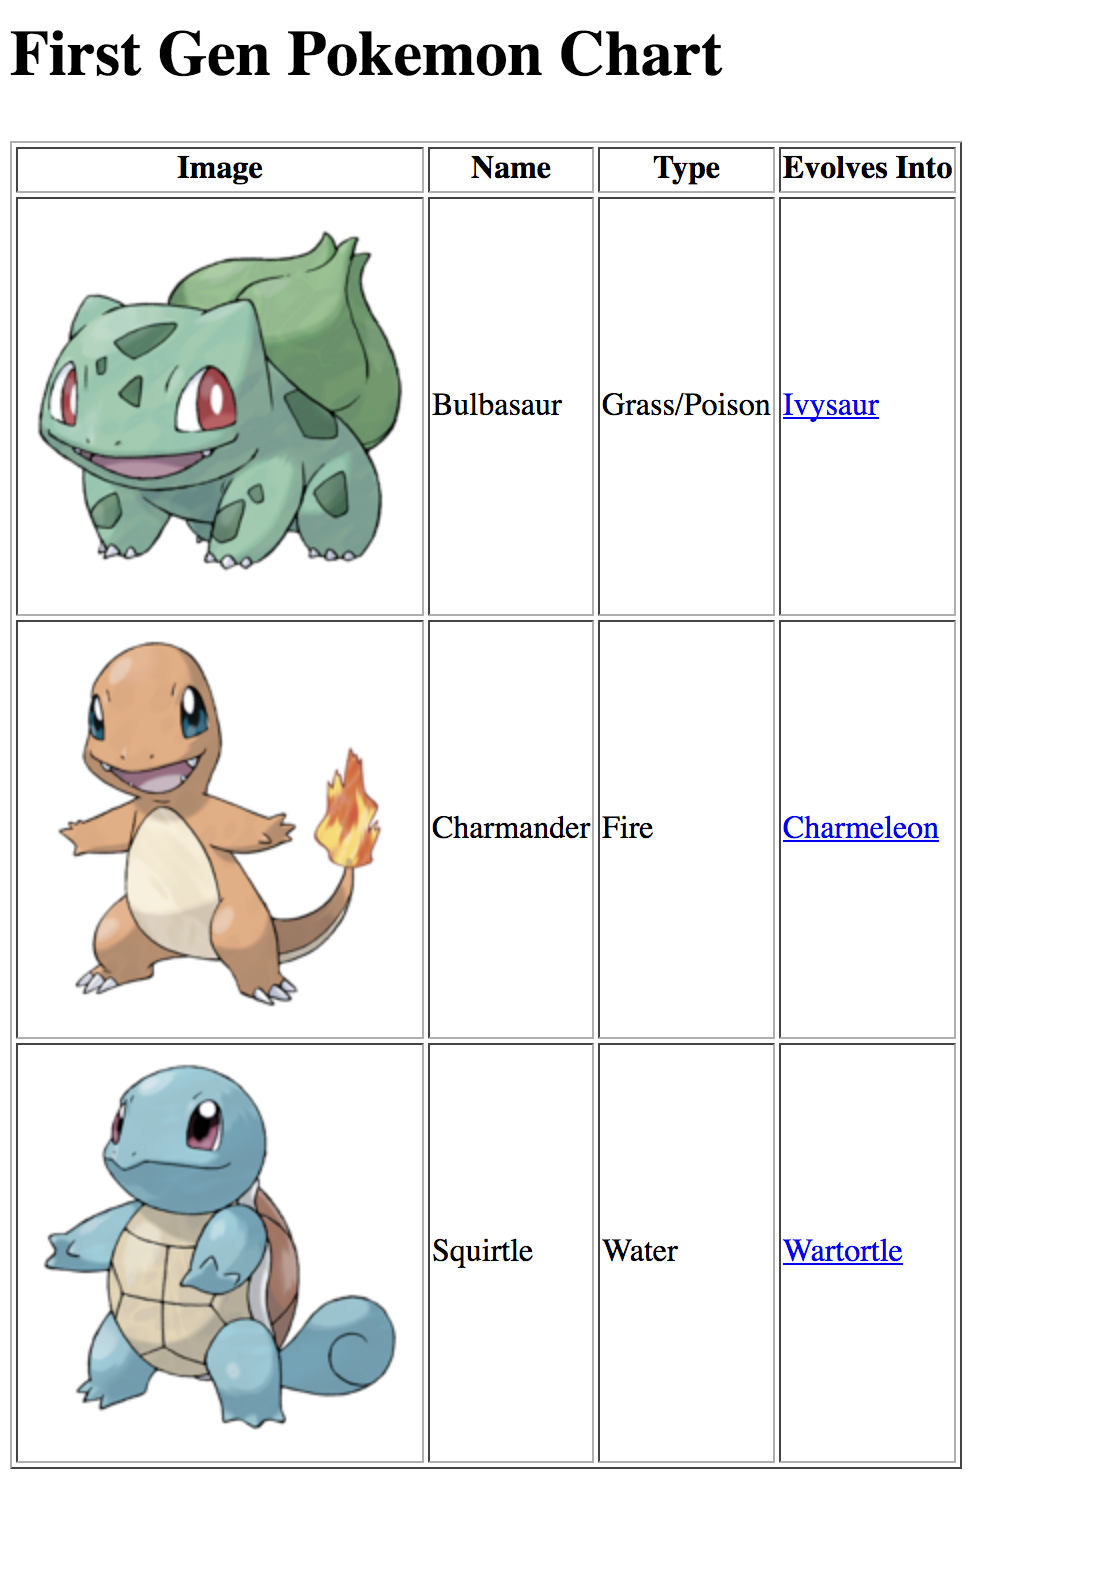 First Gen Pokemon Chart
Image Name Type Evolves Into
Bulbasaur Grass/Poison Ivysaur
Charmander Fire Charmeleon
Squirtle Water Wartortle